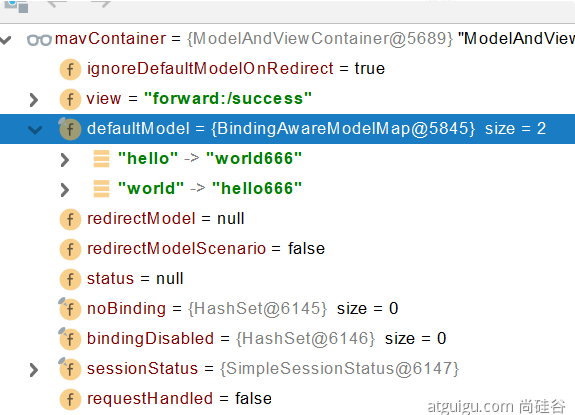 mavContainer = {ModelAndViewContainer@5689} "ModelAndView
ignoreDefaultModelOnRedirect = true
view = "forward:/success"
defaultModel = {BindingAwareModelMap@5845} size = 2
"hello" -> "world666"
"world" -> "hello666"
redirectModel = null
redirectModelScenario = false
status = null
noBinding = {HashSet@6145} size = 0
bindingDisabled = {HashSet@6146} size = 0
sessionStatus = {SimpleSessionStatus@6147}
requestHandled = false
atguigu.com 尚硅谷